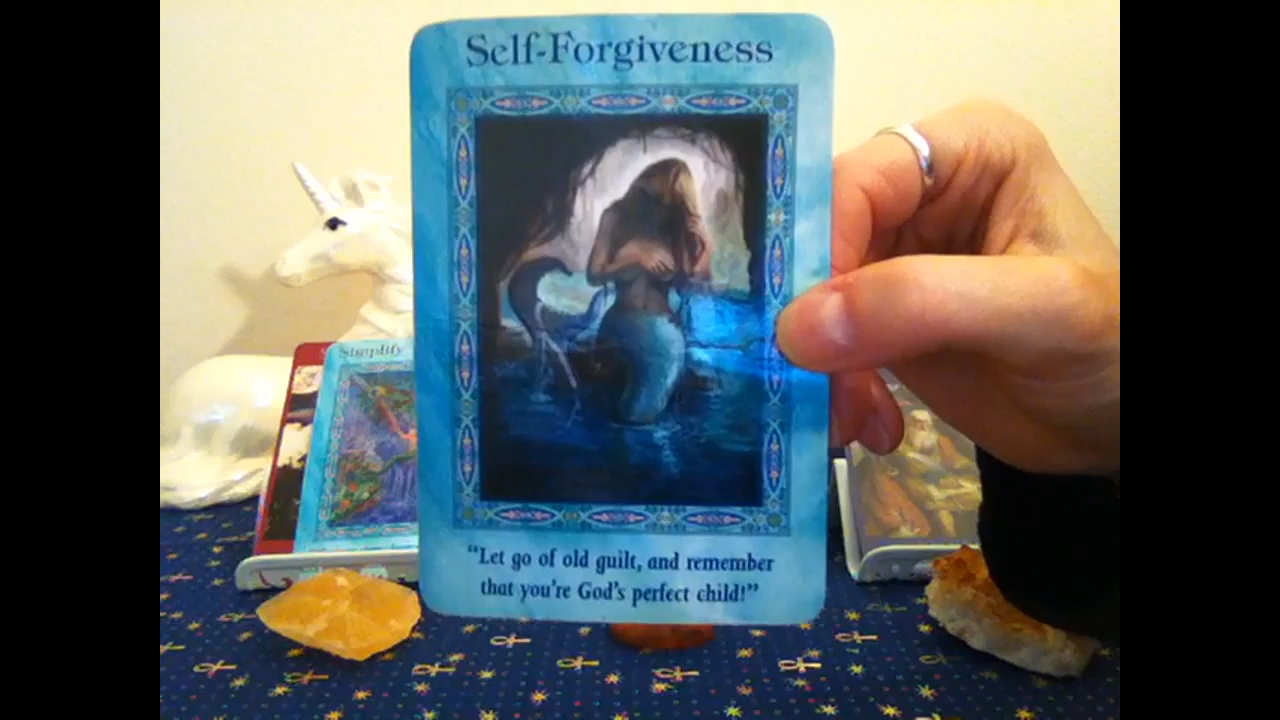 Self-Forgiveness
Simplify
“Let go of old guilt, and remember
that you're God's perfect child!”